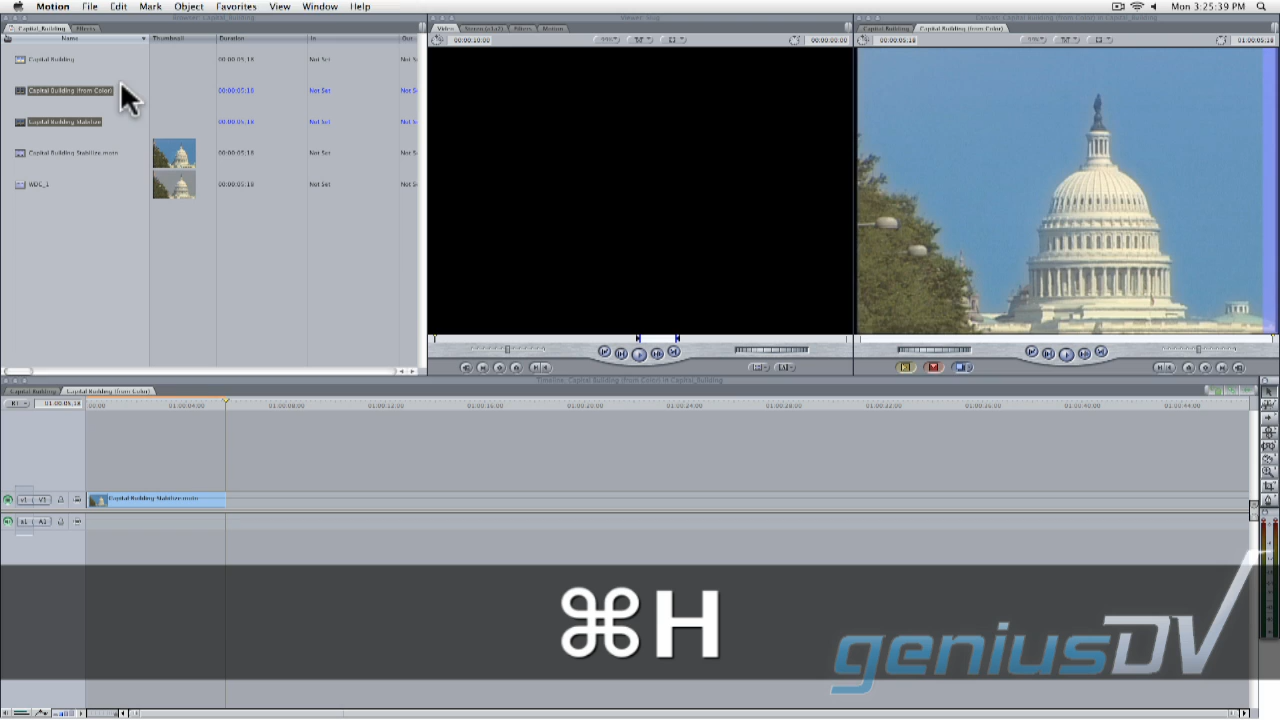 Motion File Edit Mark Object Favorites View Window Help Mon 3:25:39 PM
Browser: Capital_Building
Viewer: Slug
Canvas: Capital Building (from Color) in Capital_Building
Capital_Building Effects
Video Stereo (a1a2) Filters Motion
Capital Building Capital Building (from Color)
Name Thumbnail Duration In Out
00:00:10:00 00:00:00:00
00:00:05;18 01:00:05;18
Capital Building 00:00:05;18 Not Set Not Set
Capital Building (from Color) 00:00:05;18 Not Set Not Set
Capital Building Stabilize 00:00:05;18 Not Set Not Set
Capital Building Stabilize.motn 00:00:05;18 Not Set Not Set
WDC_1 00:00:05;18 Not Set Not Set
Timeline: Capital Building (from Color) in Capital_Building
Capital Building Capital Building (from Color)
RT 01:00:05;18 00:00 01:00:04;00 01:00:08;00 01:00:12;00 01:00:16;00 01:00:20;00 01:00:24;00 01:00:28;00 01:00:32;00 01:00:36;00 01:00:40;00 01:00:44;00
v1 V1 Capital Building Stabilize.motn
a1 A1
⌘H
geniusDV